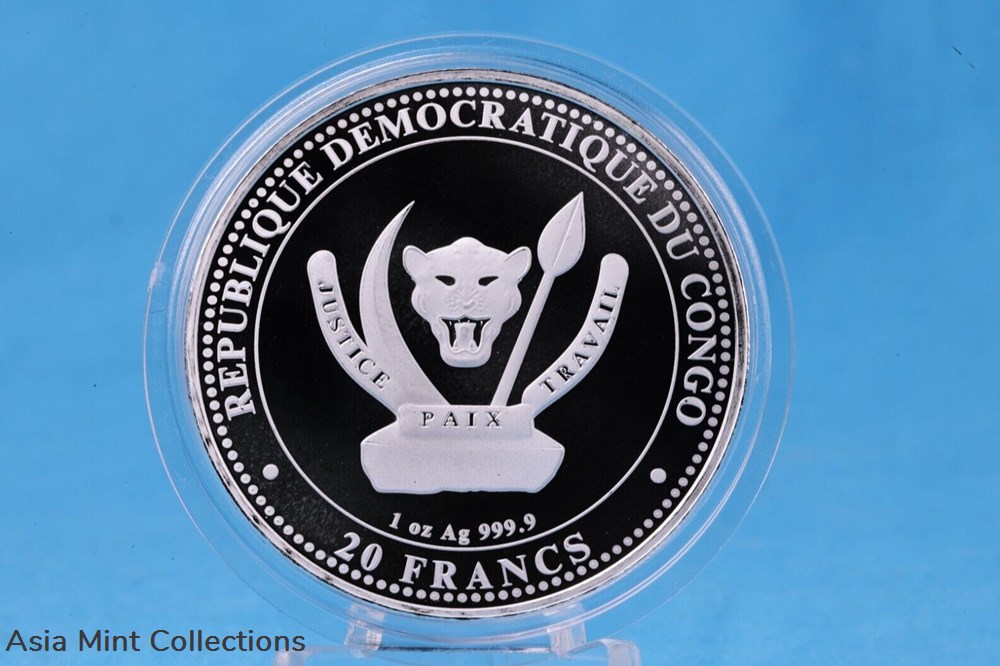 REPUBLIQUE DEMOCRATIQUE DU CONGO
JUSTICE
TRAVAIL
PAIX
1 oz Ag 999.9
20 FRANCS
Asia Mint Collections